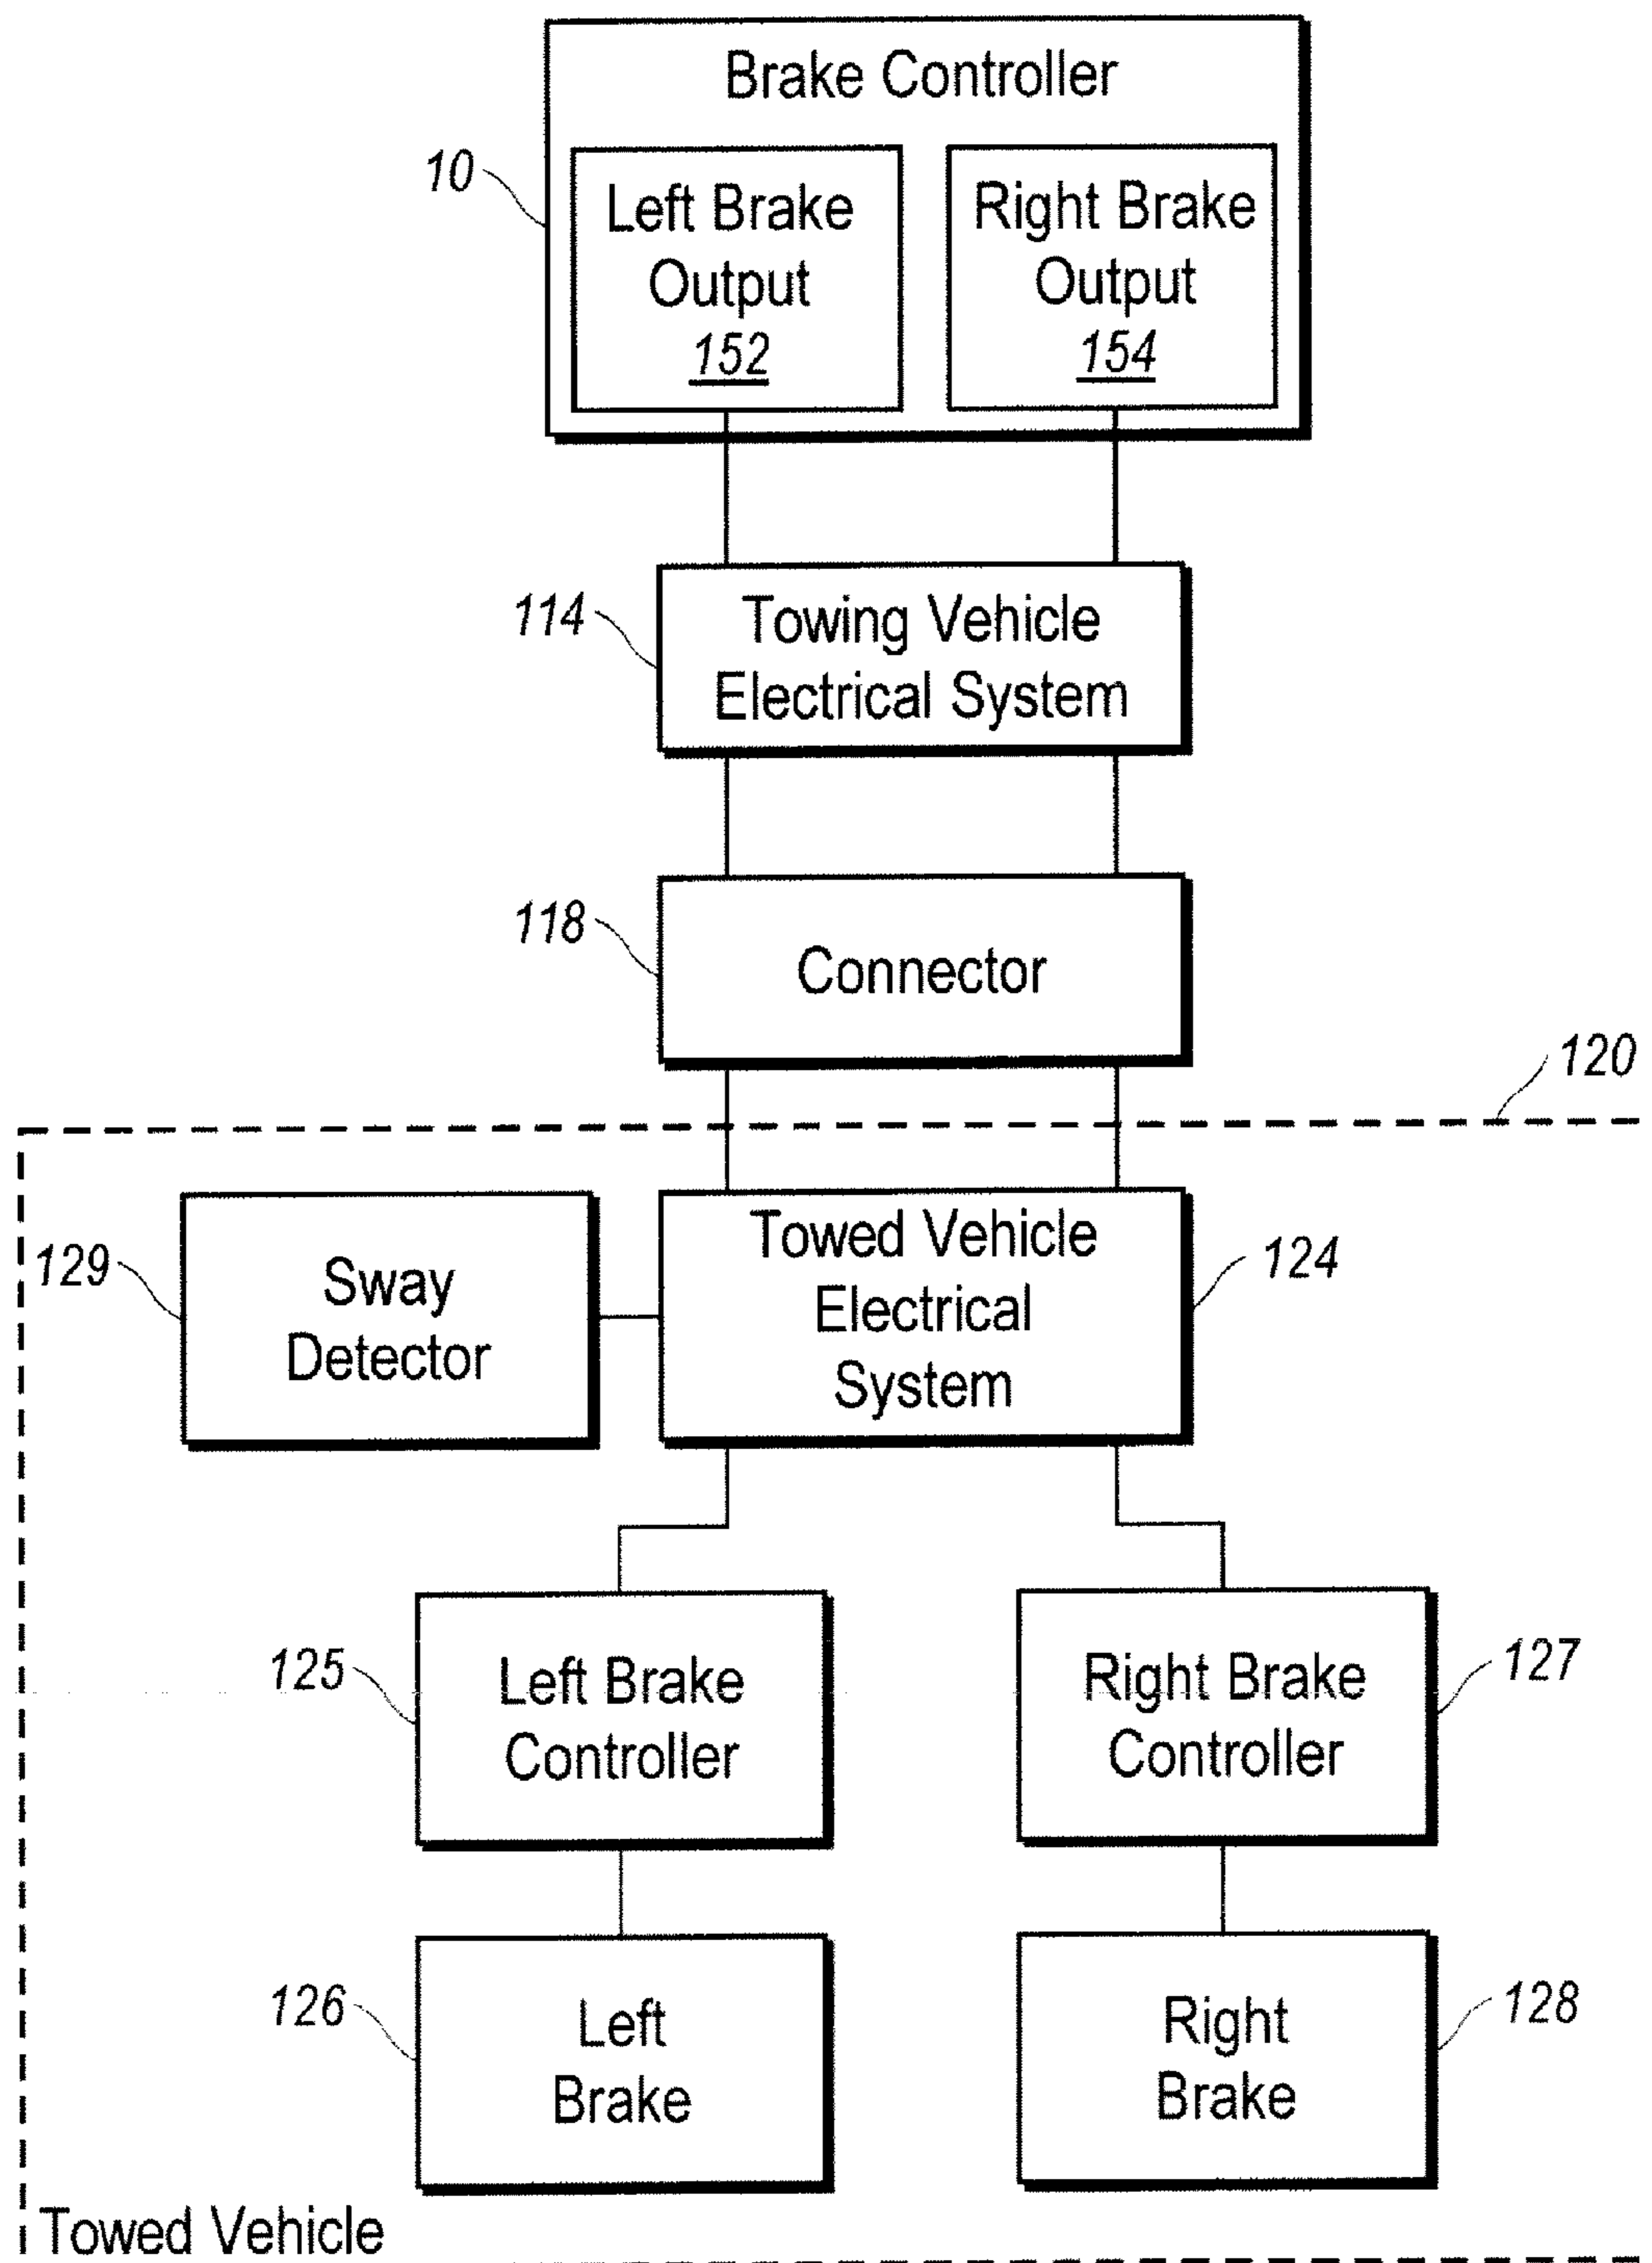 Brake Controller
10
Left Brake
Output
152
Right Brake
Output
154
114
Towing Vehicle
Electrical System
118
Connector
120
129
Sway
Detector
Towed Vehicle
Electrical
System
124
125
Left Brake
Controller
Right Brake
Controller
127
126
Left
Brake
Right
Brake
128
Towed Vehicle